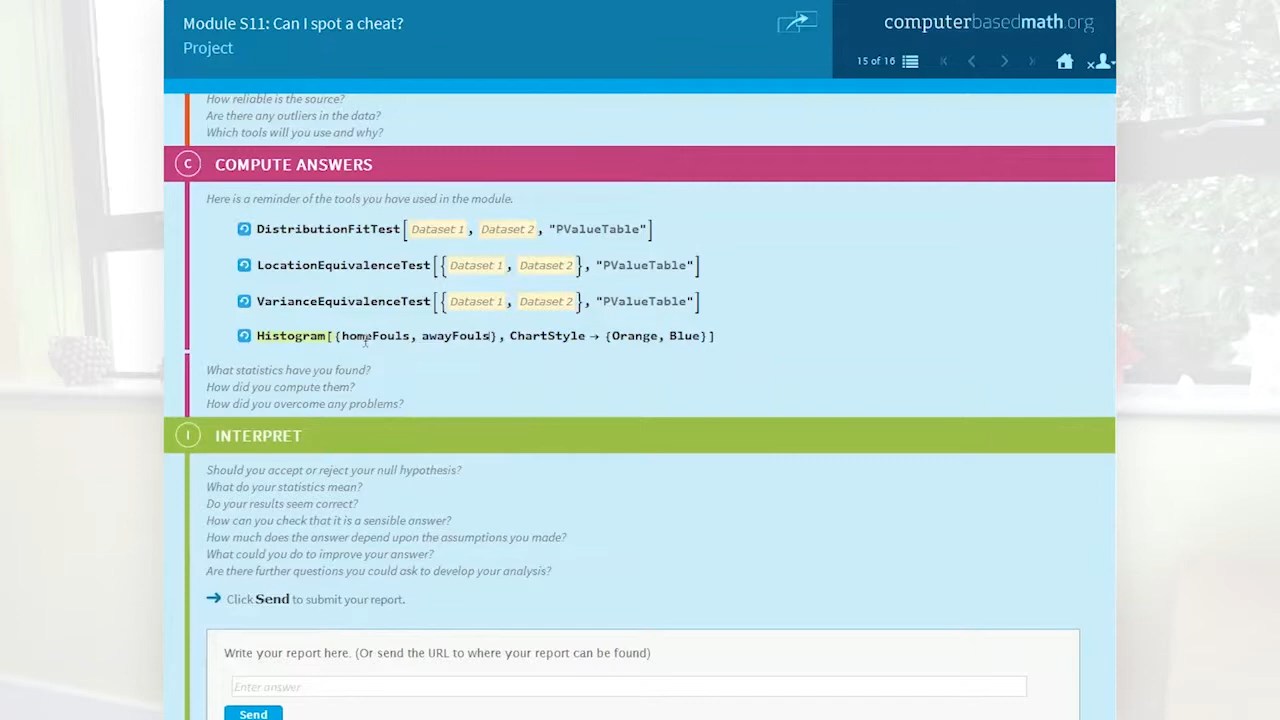 Module S11: Can I spot a cheat?
Project
computerbasedmath.org
15 of 16
How reliable is the source?
Are there any outliers in the data?
Which tools will you use and why?
C COMPUTE ANSWERS
Here is a reminder of the tools you have used in the module.
DistributionFitTest[Dataset 1, Dataset 2, "PValueTable"]
LocationEquivalenceTest[{Dataset 1, Dataset 2}, "PValueTable"]
VarianceEquivalenceTest[{Dataset 1, Dataset 2}, "PValueTable"]
Histogram[{homeFouls, awayFouls}, ChartStyle → {Orange, Blue}]
What statistics have you found?
How did you compute them?
How did you overcome any problems?
I INTERPRET
Should you accept or reject your null hypothesis?
What do your statistics mean?
Do your results seem correct?
How can you check that it is a sensible answer?
How much does the answer depend upon the assumptions you made?
What could you do to improve your answer?
Are there further questions you could ask to develop your analysis?
→ Click Send to submit your report.
Write your report here. (Or send the URL to where your report can be found)
Enter answer
Send